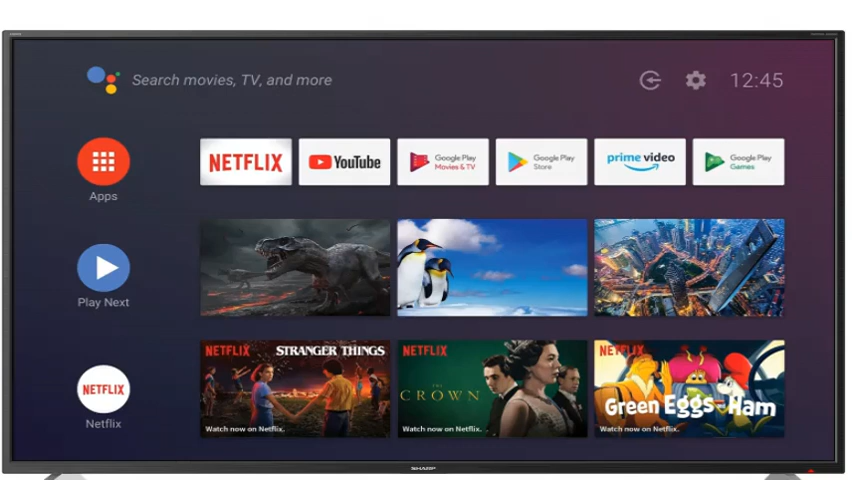 Search movies, TV, and more
12:45
Apps
NETFLIX
YouTube
Google Play
Movies & TV
Google Play
Store
prime video
Google Play
Games
Play Next
NETFLIX
Netflix
NETFLIX
STRANGER THINGS
Watch now on Netflix.
NETFLIX
THE
CROWN
Watch now on Netflix.
NETFLIX
Green Eggs and Ham
Watch now on Netflix.
SHARP